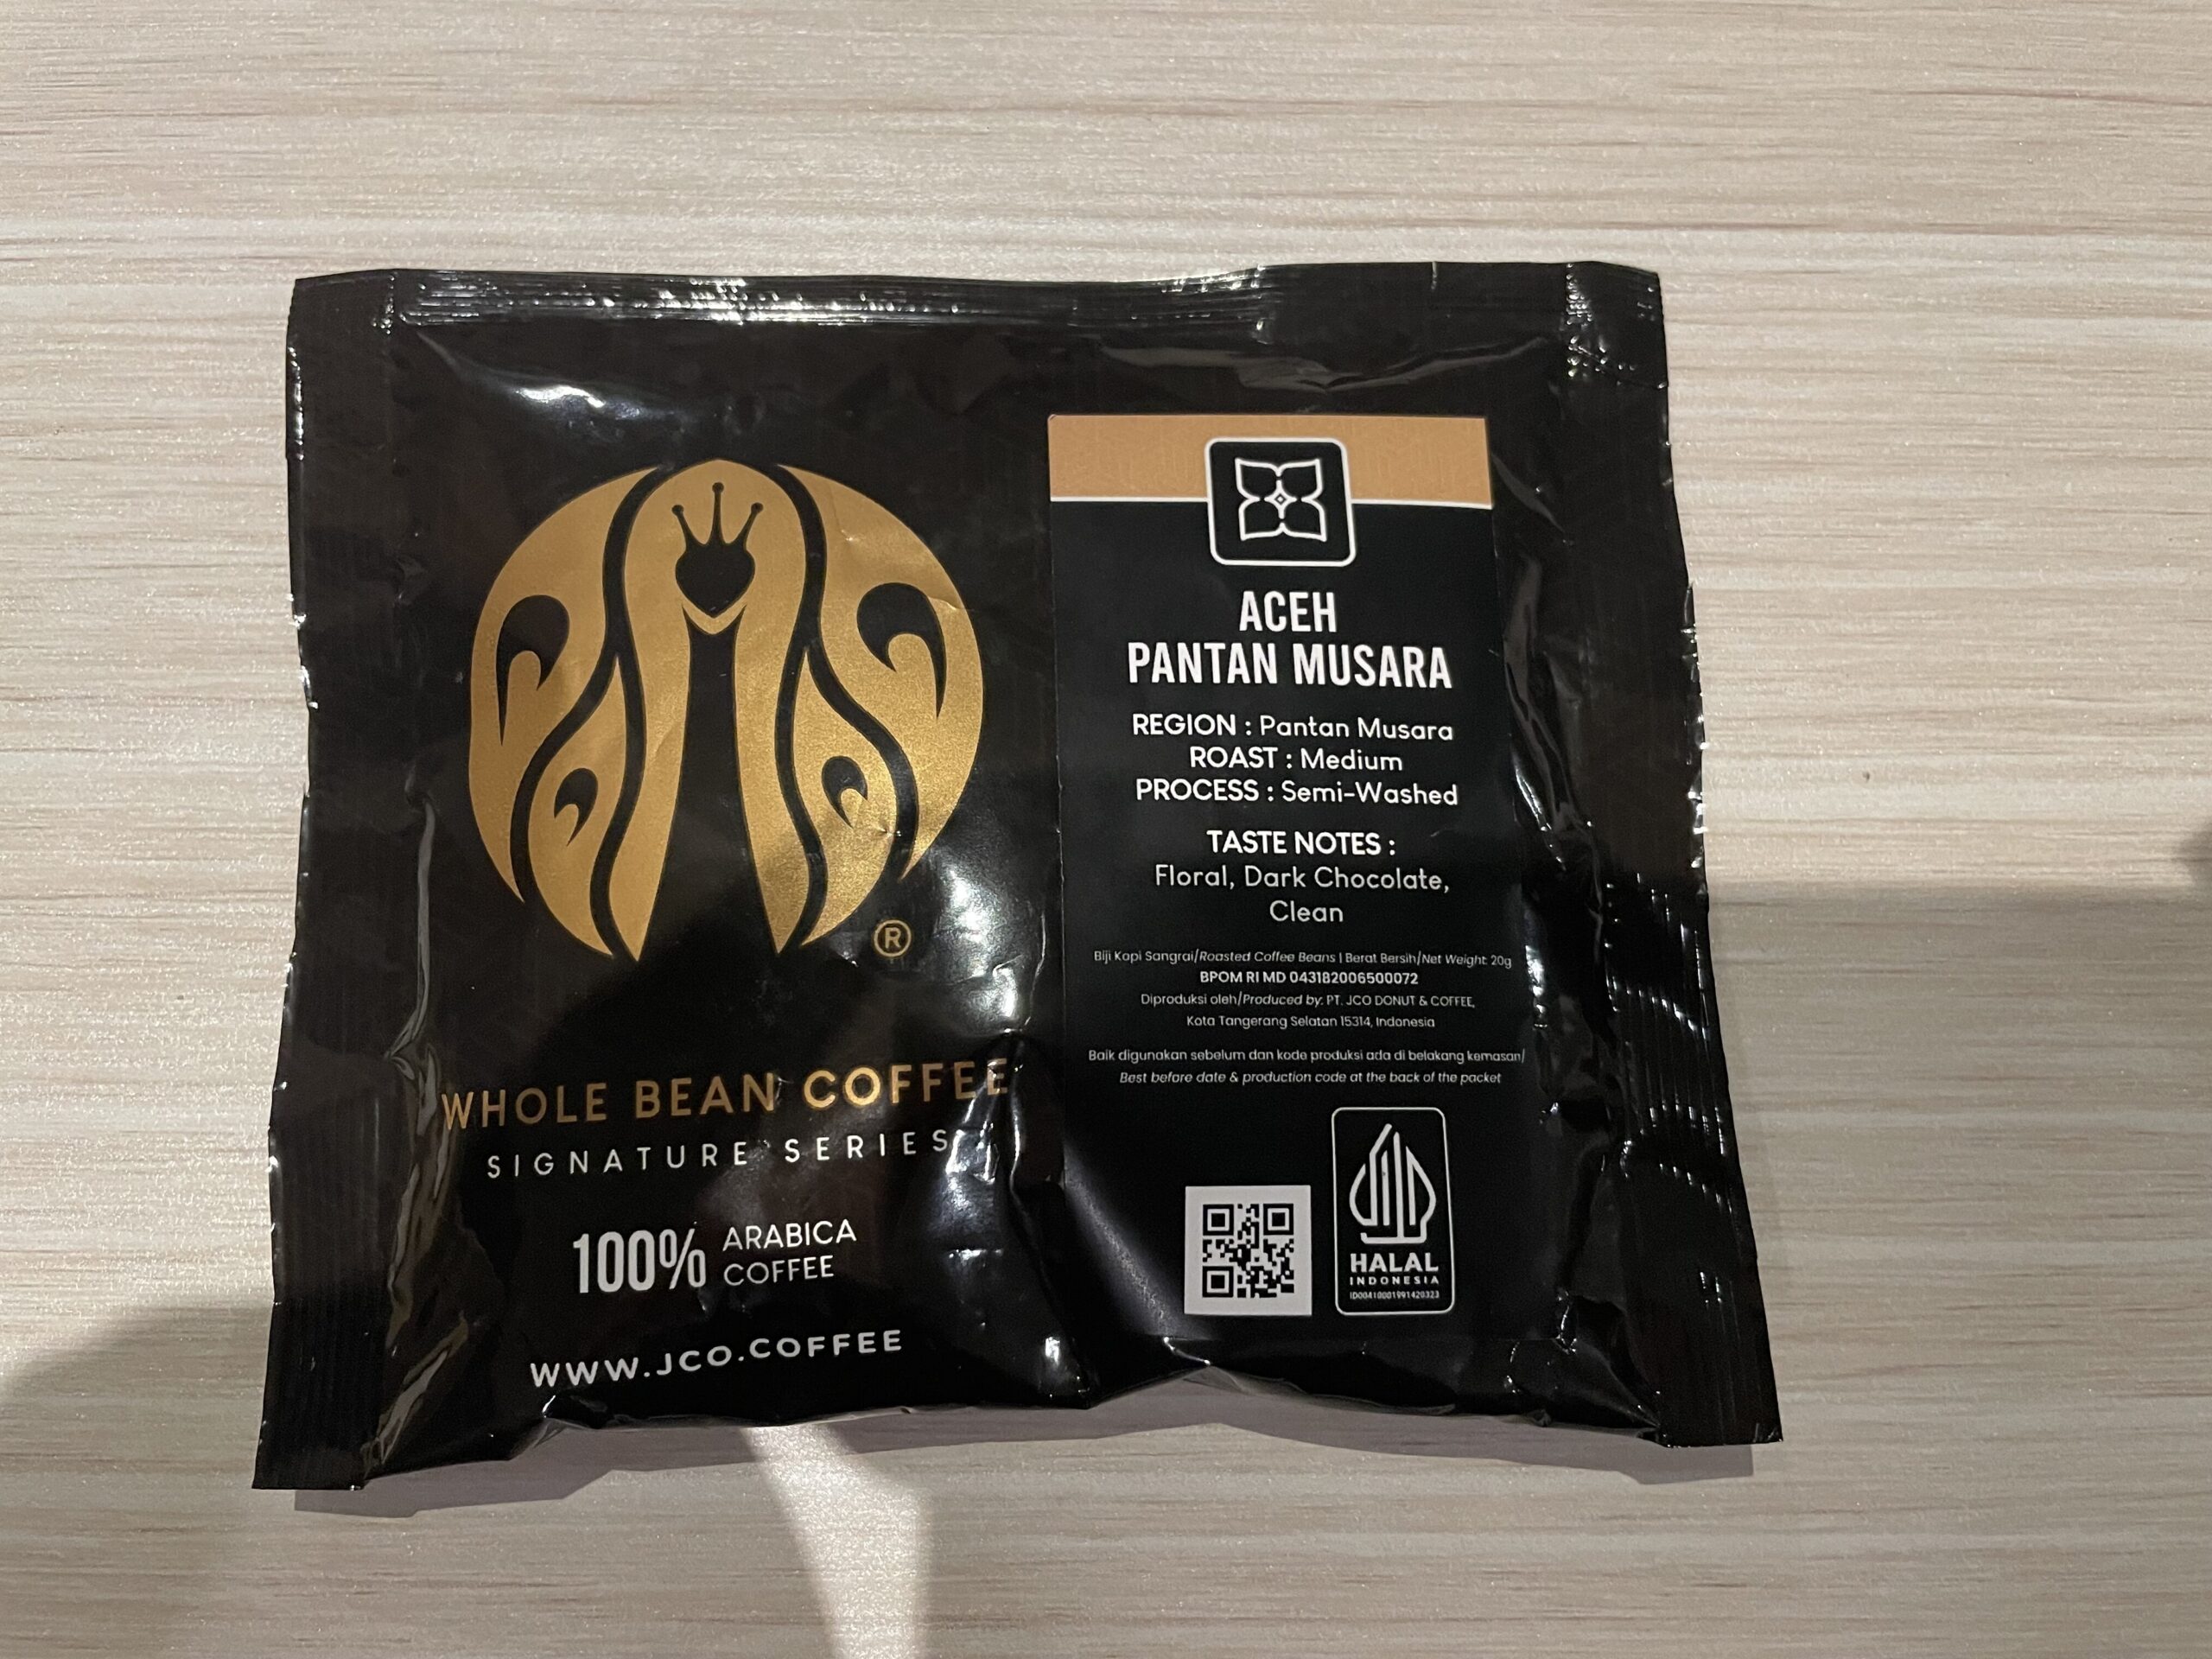 ®
WHOLE BEAN COFFEE
SIGNATURE SERIES
100% ARABICA
COFFEE
WWW.JCO.COFFEE
ACEH
PANTAN MUSARA
REGION : Pantan Musara
ROAST : Medium
PROCESS : Semi-Washed
TASTE NOTES :
Floral, Dark Chocolate,
Clean
Biji Kopi Sangrai/Roasted Coffee Beans | Berat Bersih/Net Weight: 20g
BPOM RI MD 043182006500072
Diproduksi oleh/Produced by: PT. JCO DONUT & COFFEE,
Kota Tangerang Selatan 15314, Indonesia
Baik digunakan sebelum dan kode produksi ada di belakang kemasan/
Best before date & production code at the back of the packet
HALAL
INDONESIA
ID00410001991420323